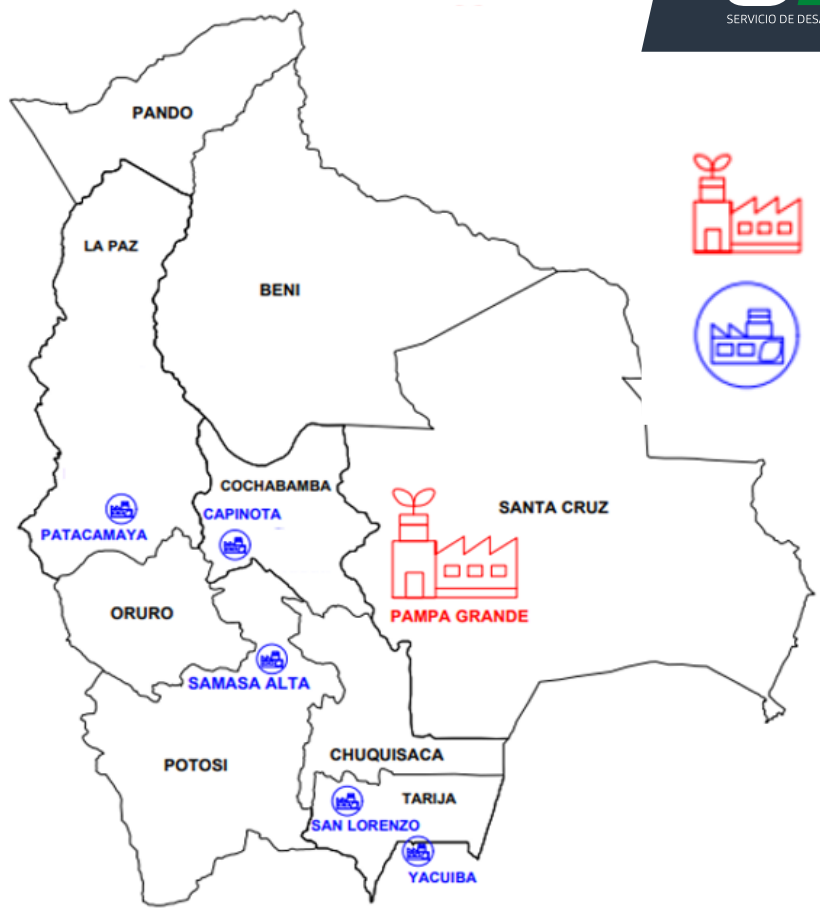 SERVICIO DE
PANDO
LA PAZ
BENI
COCHABAMBA
SANTA CRUZ
CAPINOTA
PATACAMAYA
ORURO
PAMPA GRANDE
SAMASA ALTA
CHUQUISACA
POTOSI
TARIJA
SAN LORENZO
YACUIBA